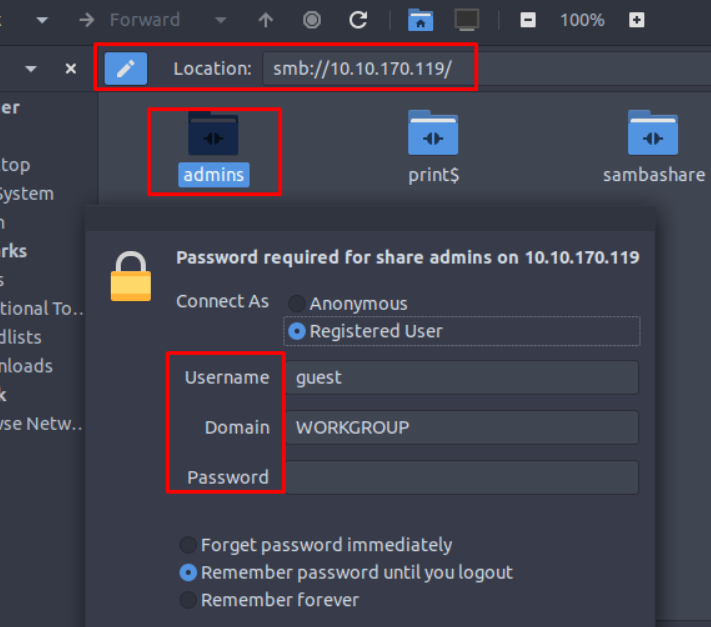 Forward
100%
Location: smb://10.10.170.119/
admins
print$
sambashare
Password required for share admins on 10.10.170.119
Connect As
Anonymous
Registered User
Username guest
Domain WORKGROUP
Password
Forget password immediately
Remember password until you logout
Remember forever
er
top
System
rks
tional To..
dlists
nloads
k
se Netw..